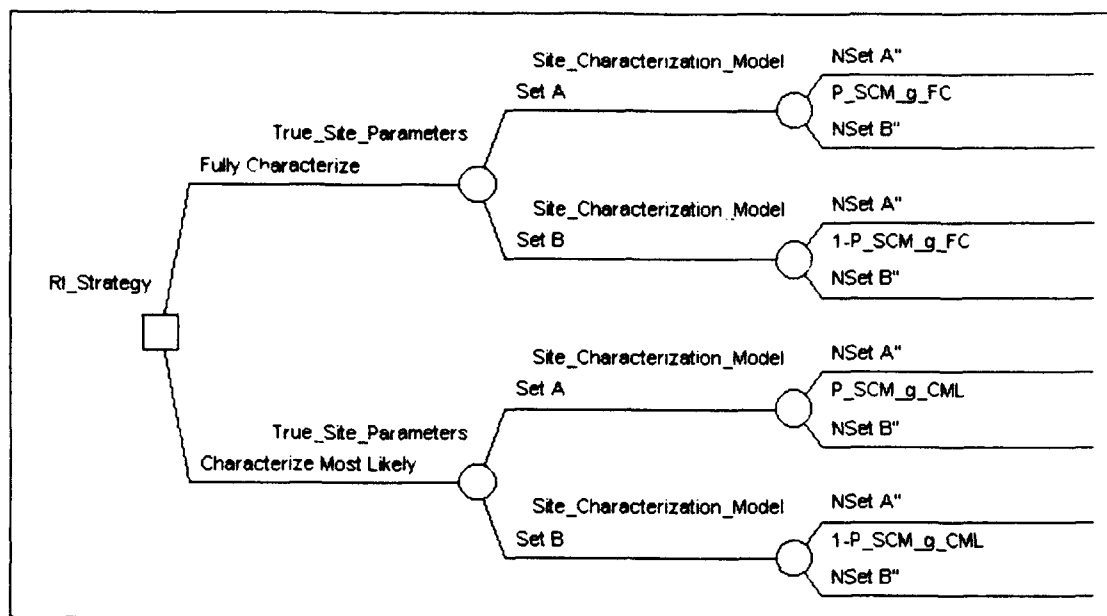 Site_Characterization_Model
NSet A"
Set A
P_SCM_g_FC
NSet B"
True_Site_Parameters
Fully Characterize
Site_Characterization_Model
NSet A"
Set B
1-P_SCM_g_FC
NSet B"
RI_Strategy
Site_Characterization_Model
NSet A"
Set A
P_SCM_g_CML
NSet B"
True_Site_Parameters
Characterize Most Likely
Site_Characterization_Model
NSet A"
Set B
1-P_SCM_g_CML
NSet B"